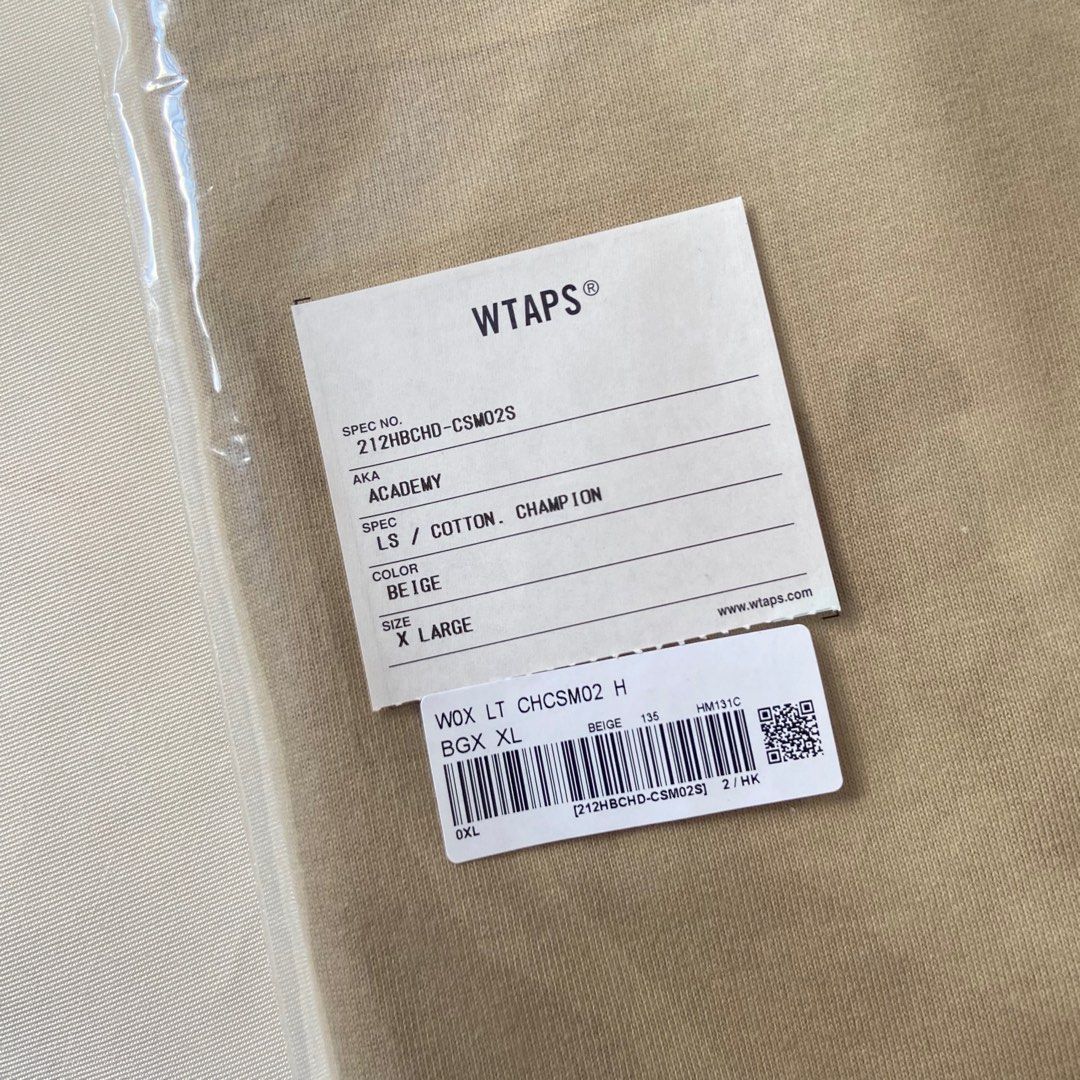 WTAPS®
SPEC NO.
212HBCHD-CSM02S
AKA
ACADEMY
SPEC
LS / COTTON. CHAMPION
COLOR
BEIGE
SIZE
X LARGE
www.wtaps.com
W0X LT CHCSM02 H
BGX XL
BEIGE 135 HM131C
[212HBCHD-CSM02S] 2 / HK
0XL